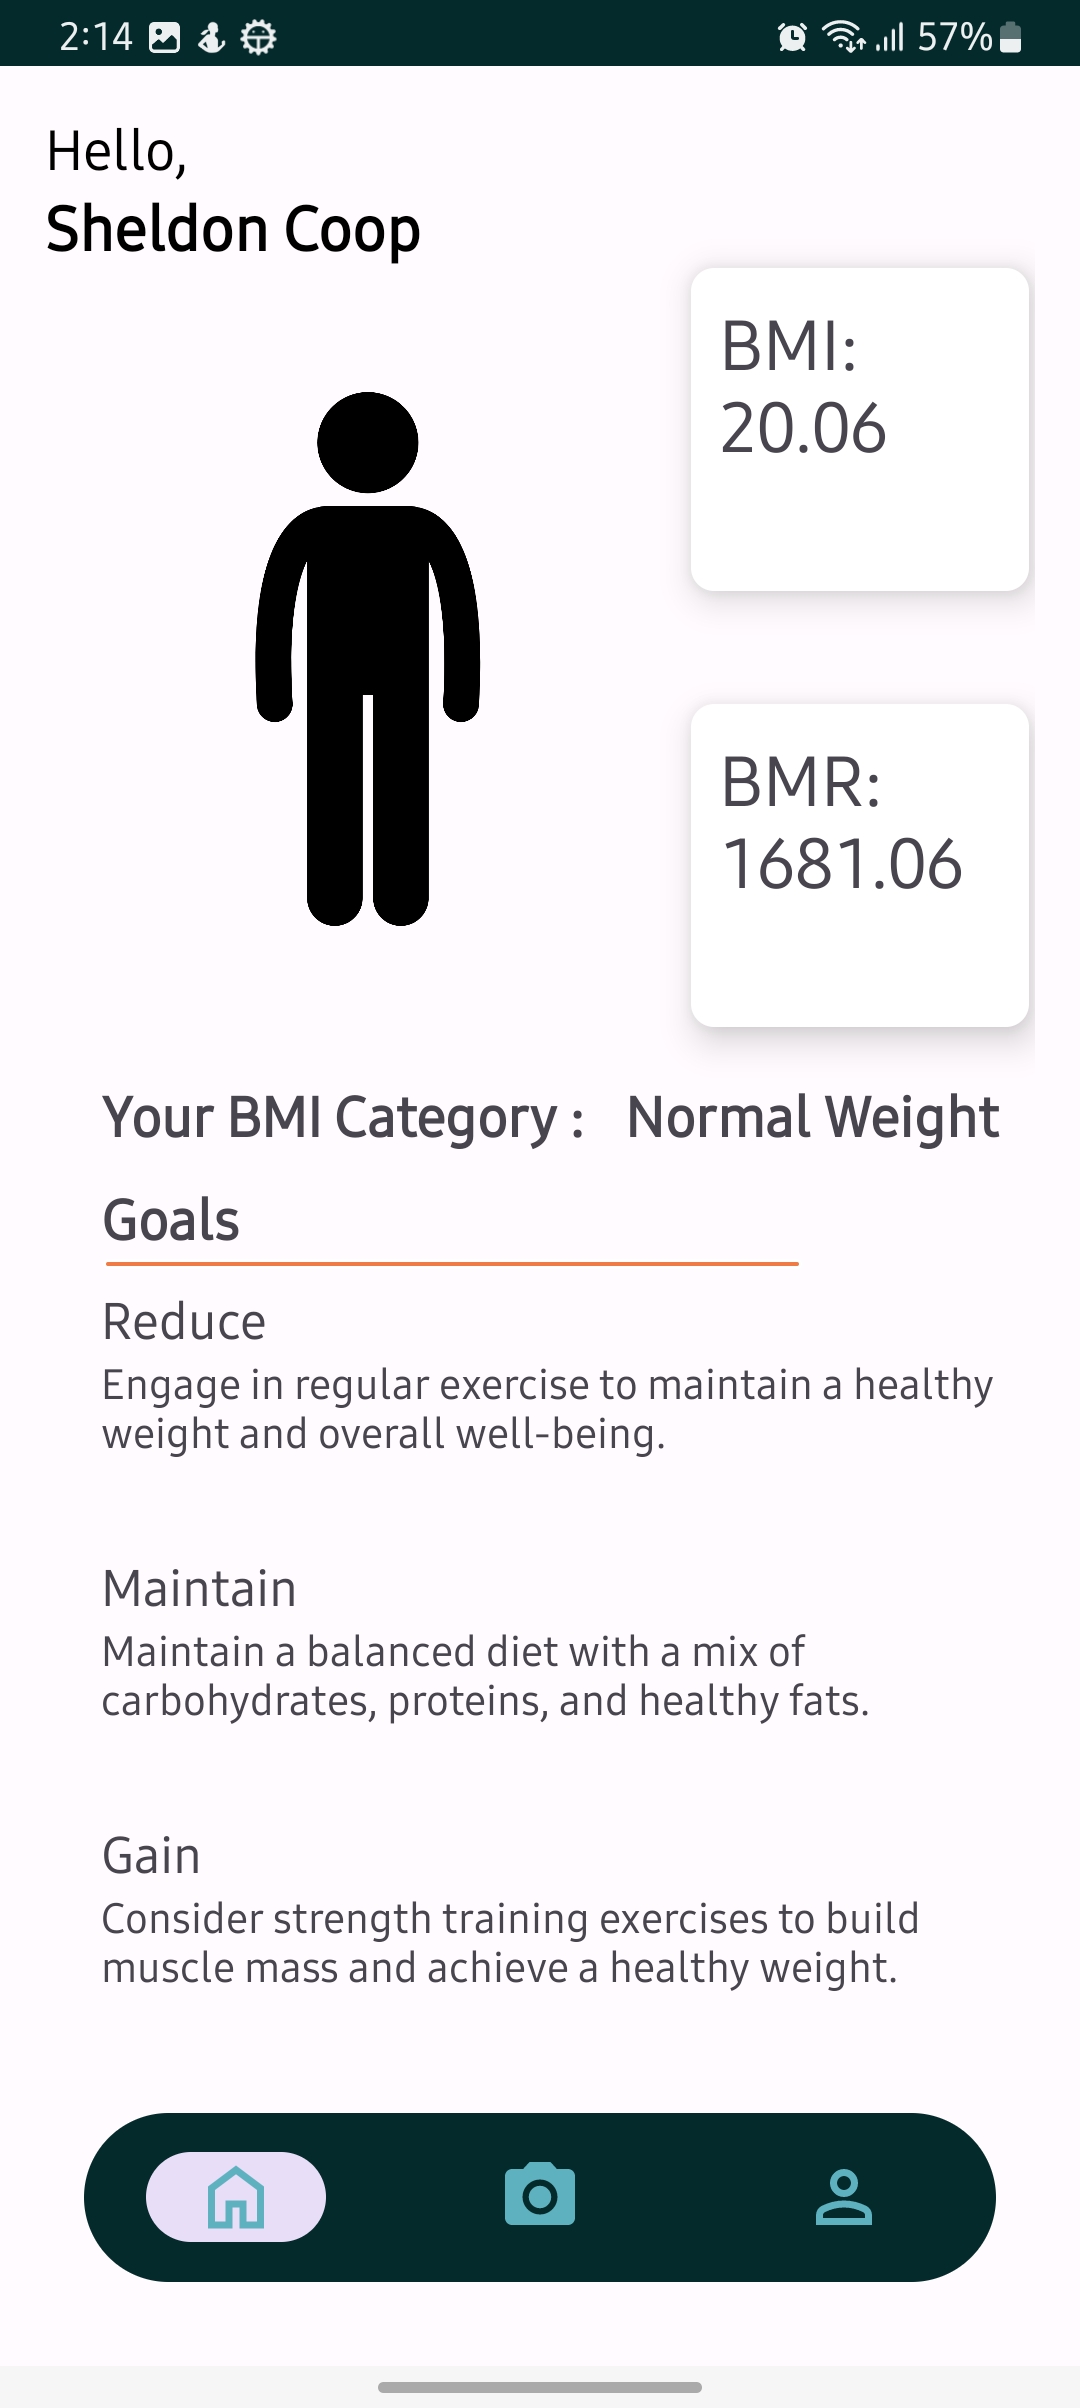 2:14
57%
Hello,
Sheldon Coop
BMI:
20.06
BMR:
1681.06
Your BMI Category : Normal Weight
Goals
Reduce
Engage in regular exercise to maintain a healthy
weight and overall well-being.
Maintain
Maintain a balanced diet with a mix of
carbohydrates, proteins, and healthy fats.
Gain
Consider strength training exercises to build
muscle mass and achieve a healthy weight.